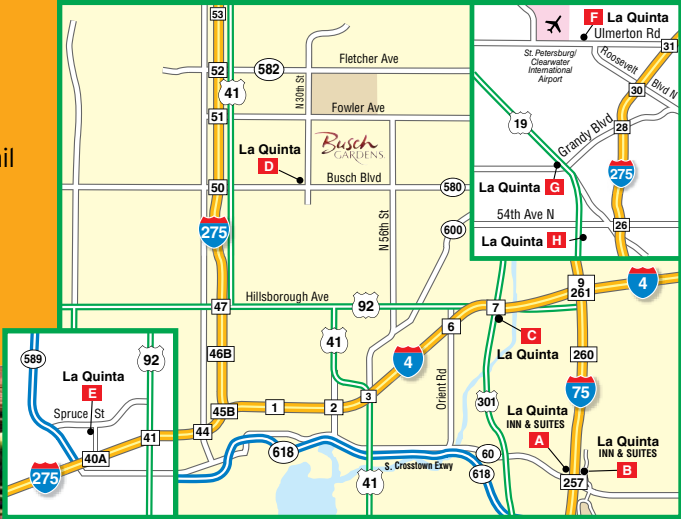 ail
53
52
582
Fletcher Ave
41
N 30th St
51
Fowler Ave
Busch
GARDENS
La Quinta
D
50
Busch Blvd
580
N 56th St
600
275
Hillsborough Ave
92
47
41
46B
45B
1
2
3
44
4
6
7
C
La Quinta
Orient Rd
301
9
261
4
260
75
618
S. Crosstown Expwy
41
60
618
La Quinta
INN & SUITES
A
La Quinta
INN & SUITES
B
257
F La Quinta
Ulmerton Rd
St. Petersburg/
Clearwater
International
Airport
Roosevelt
Blvd N
31
30
19
Grandy Blvd
28
275
La Quinta G
54th Ave N
26
La Quinta H
589
92
La Quinta
E
Spruce St
41
40A
275